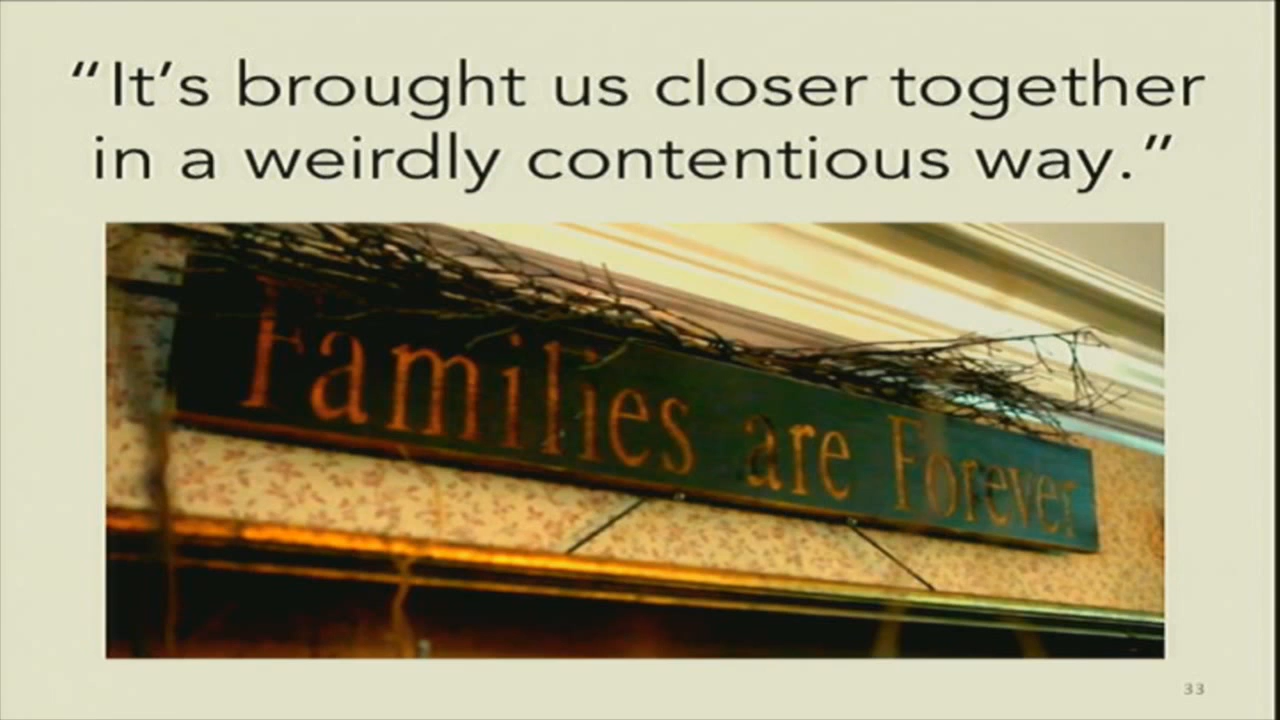 “It’s brought us closer together
in a weirdly contentious way.”
Families are Forever
33